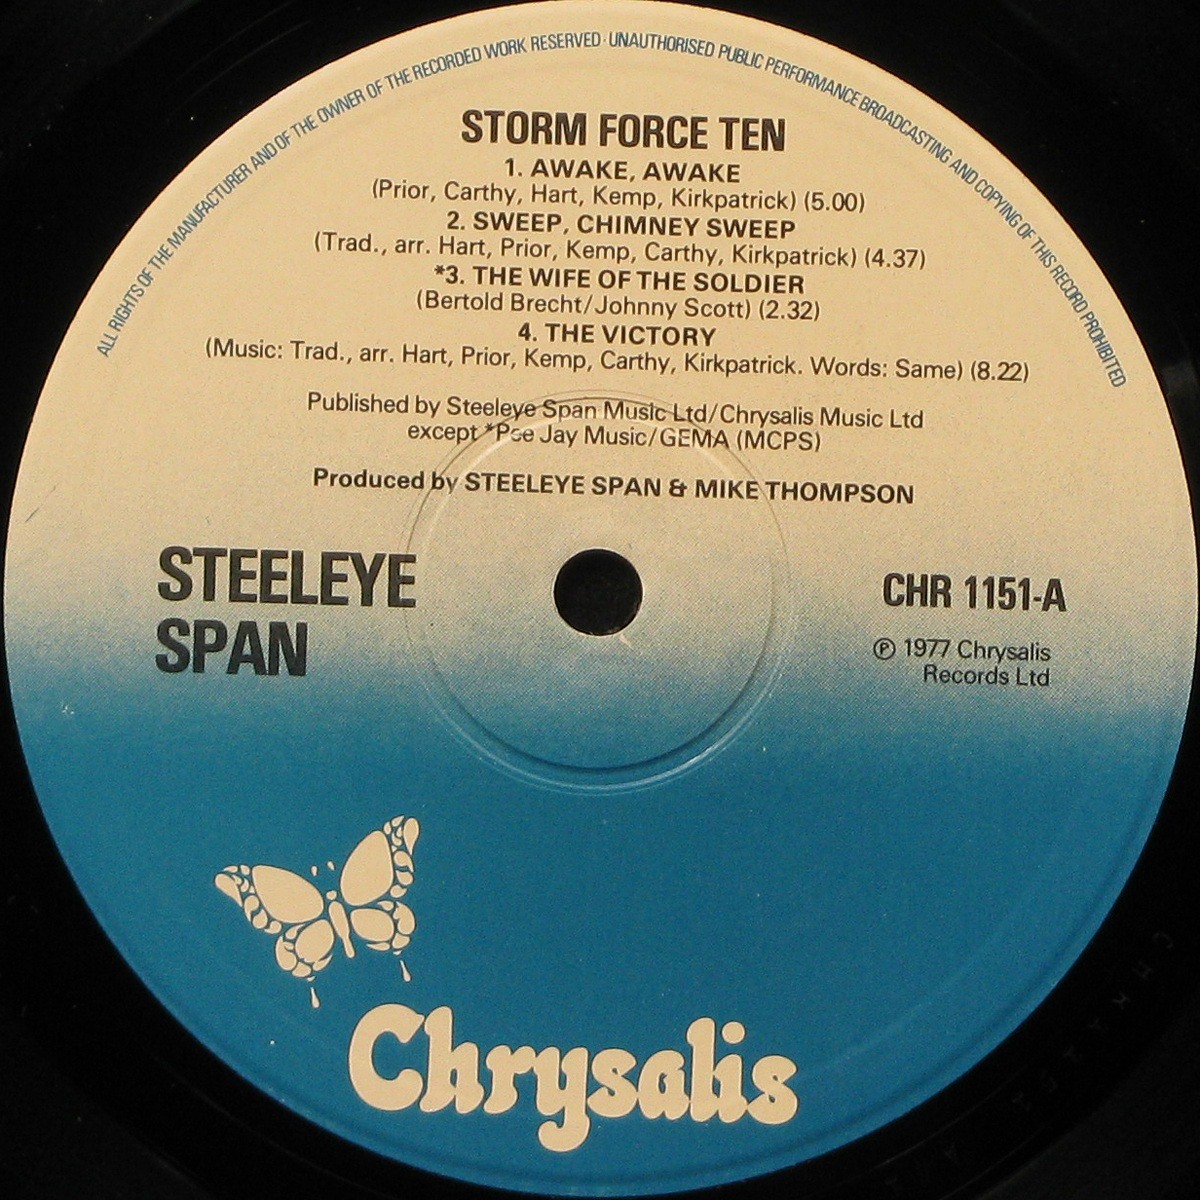 ALL RIGHTS OF THE MANUFACTURER AND OF THE OWNER OF THE RECORDED WORK RESERVED · UNAUTHORISED PUBLIC PERFORMANCE BROADCASTING AND COPYING OF THIS RECORD PROHIBITED
STORM FORCE TEN
1. AWAKE, AWAKE
(Prior, Carthy, Hart, Kemp, Kirkpatrick) (5.00)
2. SWEEP, CHIMNEY SWEEP
(Trad., arr. Hart, Prior, Kemp, Carthy, Kirkpatrick) (4.37)
*3. THE WIFE OF THE SOLDIER
(Bertold Brecht/Johnny Scott) (2.32)
4. THE VICTORY
(Music: Trad., arr. Hart, Prior, Kemp, Carthy, Kirkpatrick. Words: Same) (8.22)
Published by Steeleye Span Music Ltd/Chrysalis Music Ltd
except *Pee Jay Music/GEMA (MCPS)
Produced by STEELEYE SPAN & MIKE THOMPSON
STEELEYE
SPAN
CHR 1151-A
℗ 1977 Chrysalis
Records Ltd
Chrysalis